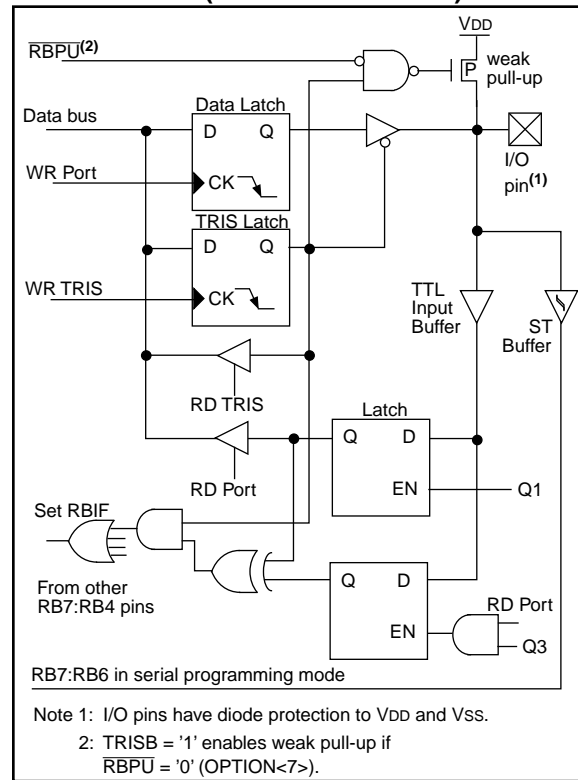 VDD
RBPU(2)
P
weak
pull-up
Data Latch
Data bus
D Q
I/O
pin(1)
WR Port
CK
TRIS Latch
D Q
WR TRIS
CK
TTL
Input
Buffer
ST
Buffer
RD TRIS
Latch
Q D
RD Port
EN
Q1
Set RBIF
Q D
From other
RB7:RB4 pins
RD Port
EN
Q3
RB7:RB6 in serial programming mode
Note 1: I/O pins have diode protection to VDD and VSS.
2: TRISB = '1' enables weak pull-up if
RBPU = '0' (OPTION<7>).